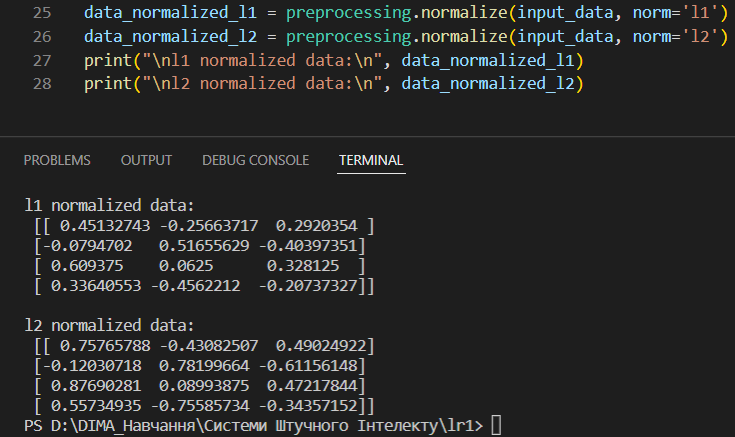 25 data_normalized_l1 = preprocessing.normalize(input_data, norm='l1')
26 data_normalized_l2 = preprocessing.normalize(input_data, norm='l2')
27 print("\nl1 normalized data:\n", data_normalized_l1)
28 print("\nl2 normalized data:\n", data_normalized_l2)
PROBLEMS OUTPUT DEBUG CONSOLE TERMINAL
l1 normalized data:
[[ 0.45132743 -0.25663717 0.2920354 ]
[-0.0794702 0.51655629 -0.40397351]
[ 0.609375 0.0625 0.328125 ]
[ 0.33640553 -0.4562212 -0.20737327]]
l2 normalized data:
[[ 0.75765788 -0.43082507 0.49024922]
[-0.12030718 0.78199664 -0.61156148]
[ 0.87690281 0.08993875 0.47217844]
[ 0.55734935 -0.75585734 -0.34357152]]
PS D:\DIMA_Навчання\Системи Штучного Інтелекту\lr1>